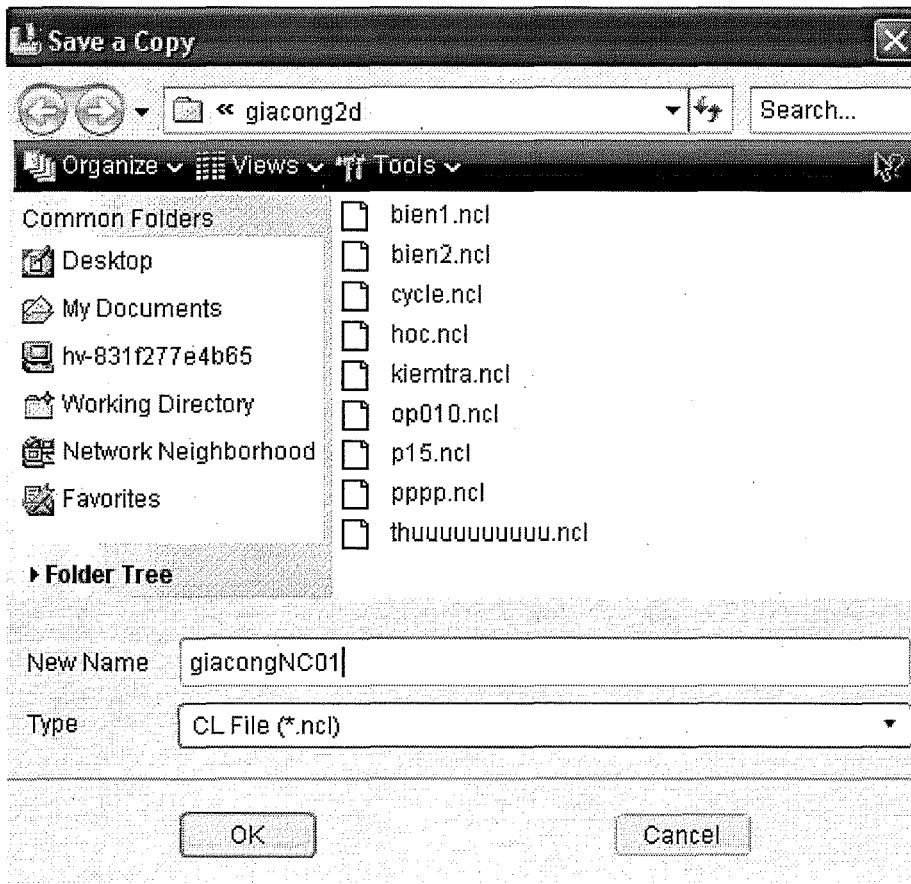 Save a Copy
« giacong2d
Search...
Organize Views Tools
Common Folders
Desktop
My Documents
hv-831f277e4b65
Working Directory
Network Neighborhood
Favorites
Folder Tree
bien1.ncl
bien2.ncl
cycle.ncl
hoc.ncl
kiemtra.ncl
op010.ncl
p15.ncl
pppp.ncl
thuuuuuuuuuu.ncl
New Name giacongNC01
Type CL File (*.ncl)
OK Cancel